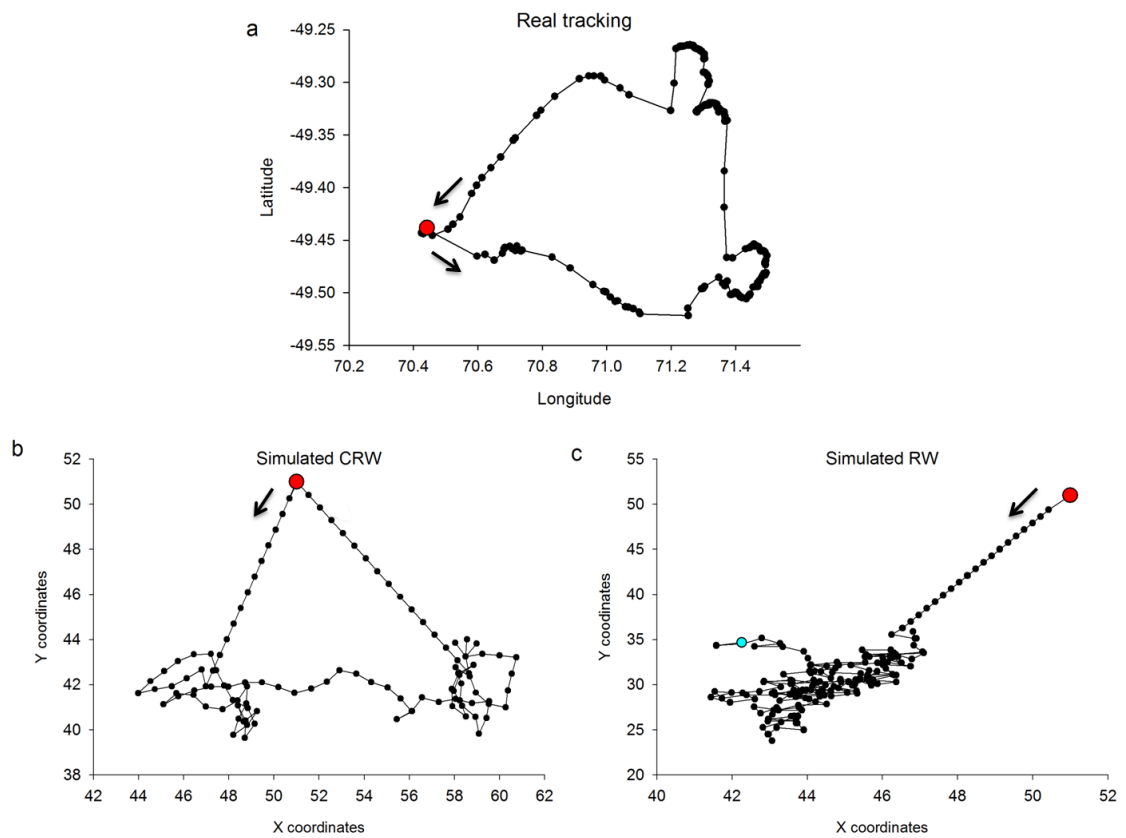 a
Real tracking
-49.25
-49.30
-49.35
-49.40
-49.45
-49.50
-49.55
Latitude
70.2 70.4 70.6 70.8 71.0 71.2 71.4
Longitude
b
Simulated CRW
52
50
48
46
44
42
40
38
Y coordinates
42 44 46 48 50 52 54 56 58 60 62
X coordinates
c
Simulated RW
55
50
45
40
35
30
25
20
Y coordinates
40 42 44 46 48 50 52
X coordinates